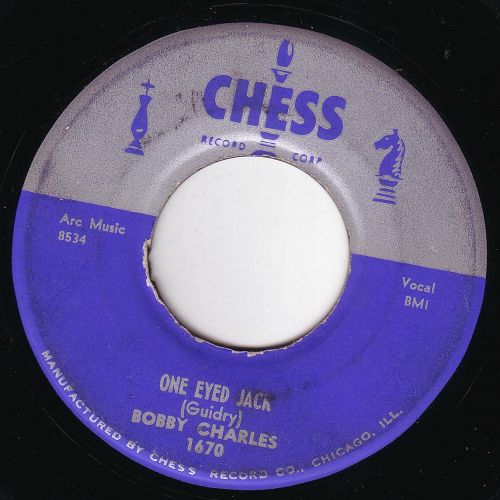 CHESS
RECORD CORP
Arc Music
8534
Vocal
BMI
ONE EYED JACK
(Guidry)
BOBBY CHARLES
1670
MANUFACTURED BY CHESS RECORD CO., CHICAGO, ILL.